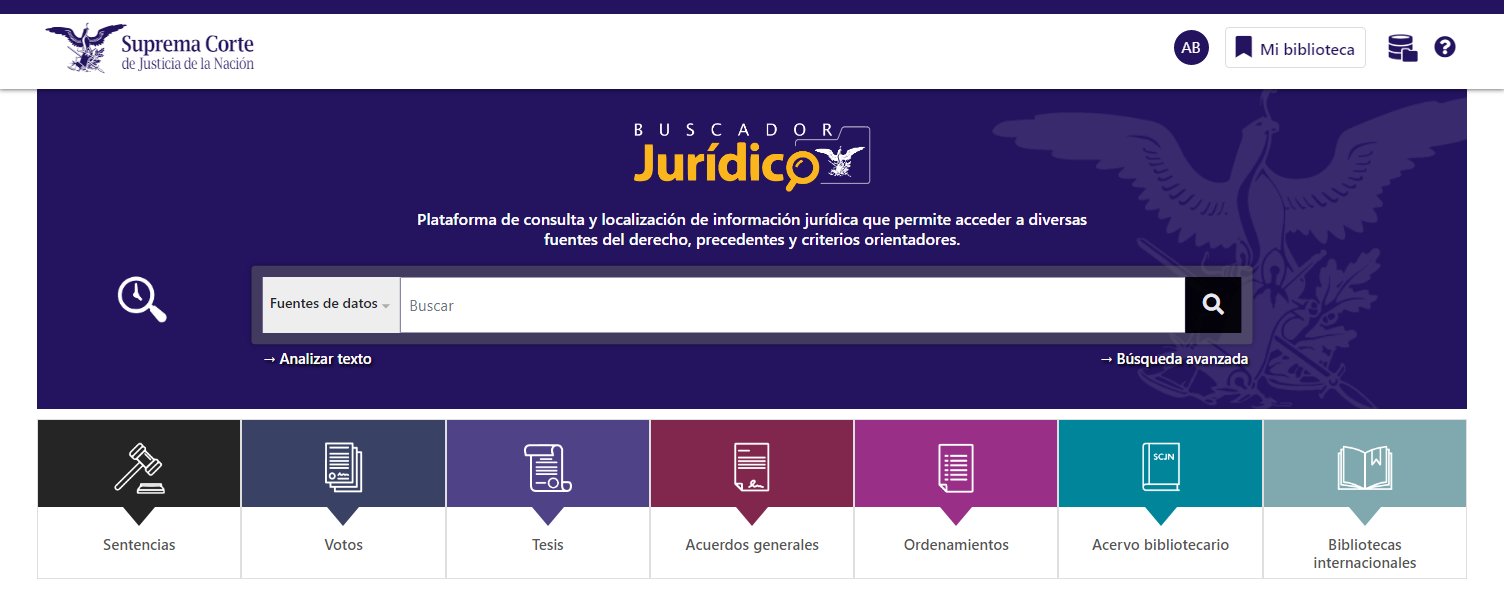 Suprema Corte
de Justicia de la Nación
AB
Mi biblioteca
?
BUSCADOR
Jurídico
Plataforma de consulta y localización de información jurídica que permite acceder a diversas
fuentes del derecho, precedentes y criterios orientadores.
Fuentes de datos
Buscar
→ Analizar texto
→ Búsqueda avanzada
SCJN
Sentencias
Votos
Tesis
Acuerdos generales
Ordenamientos
Acervo bibliotecario
Bibliotecas
internacionales